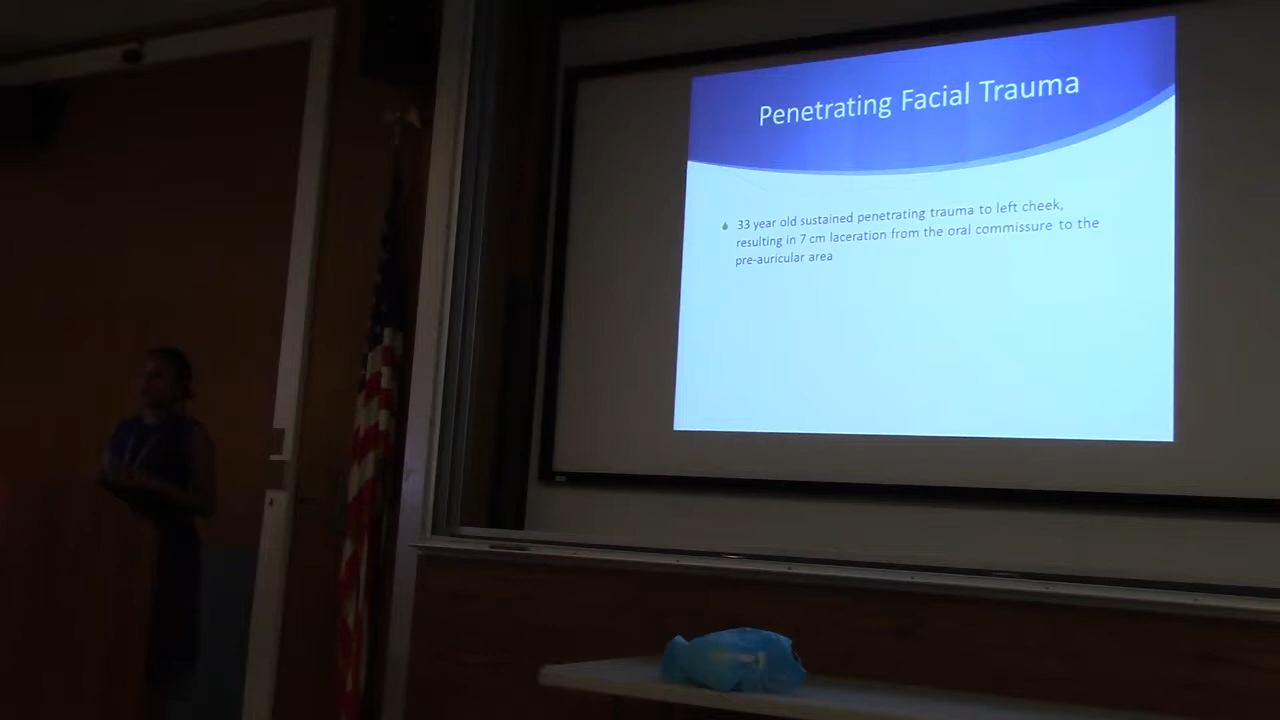 Penetrating Facial Trauma
33 year old sustained penetrating trauma to left cheek,
resulting in 7 cm laceration from the oral commissure to the
pre-auricular area